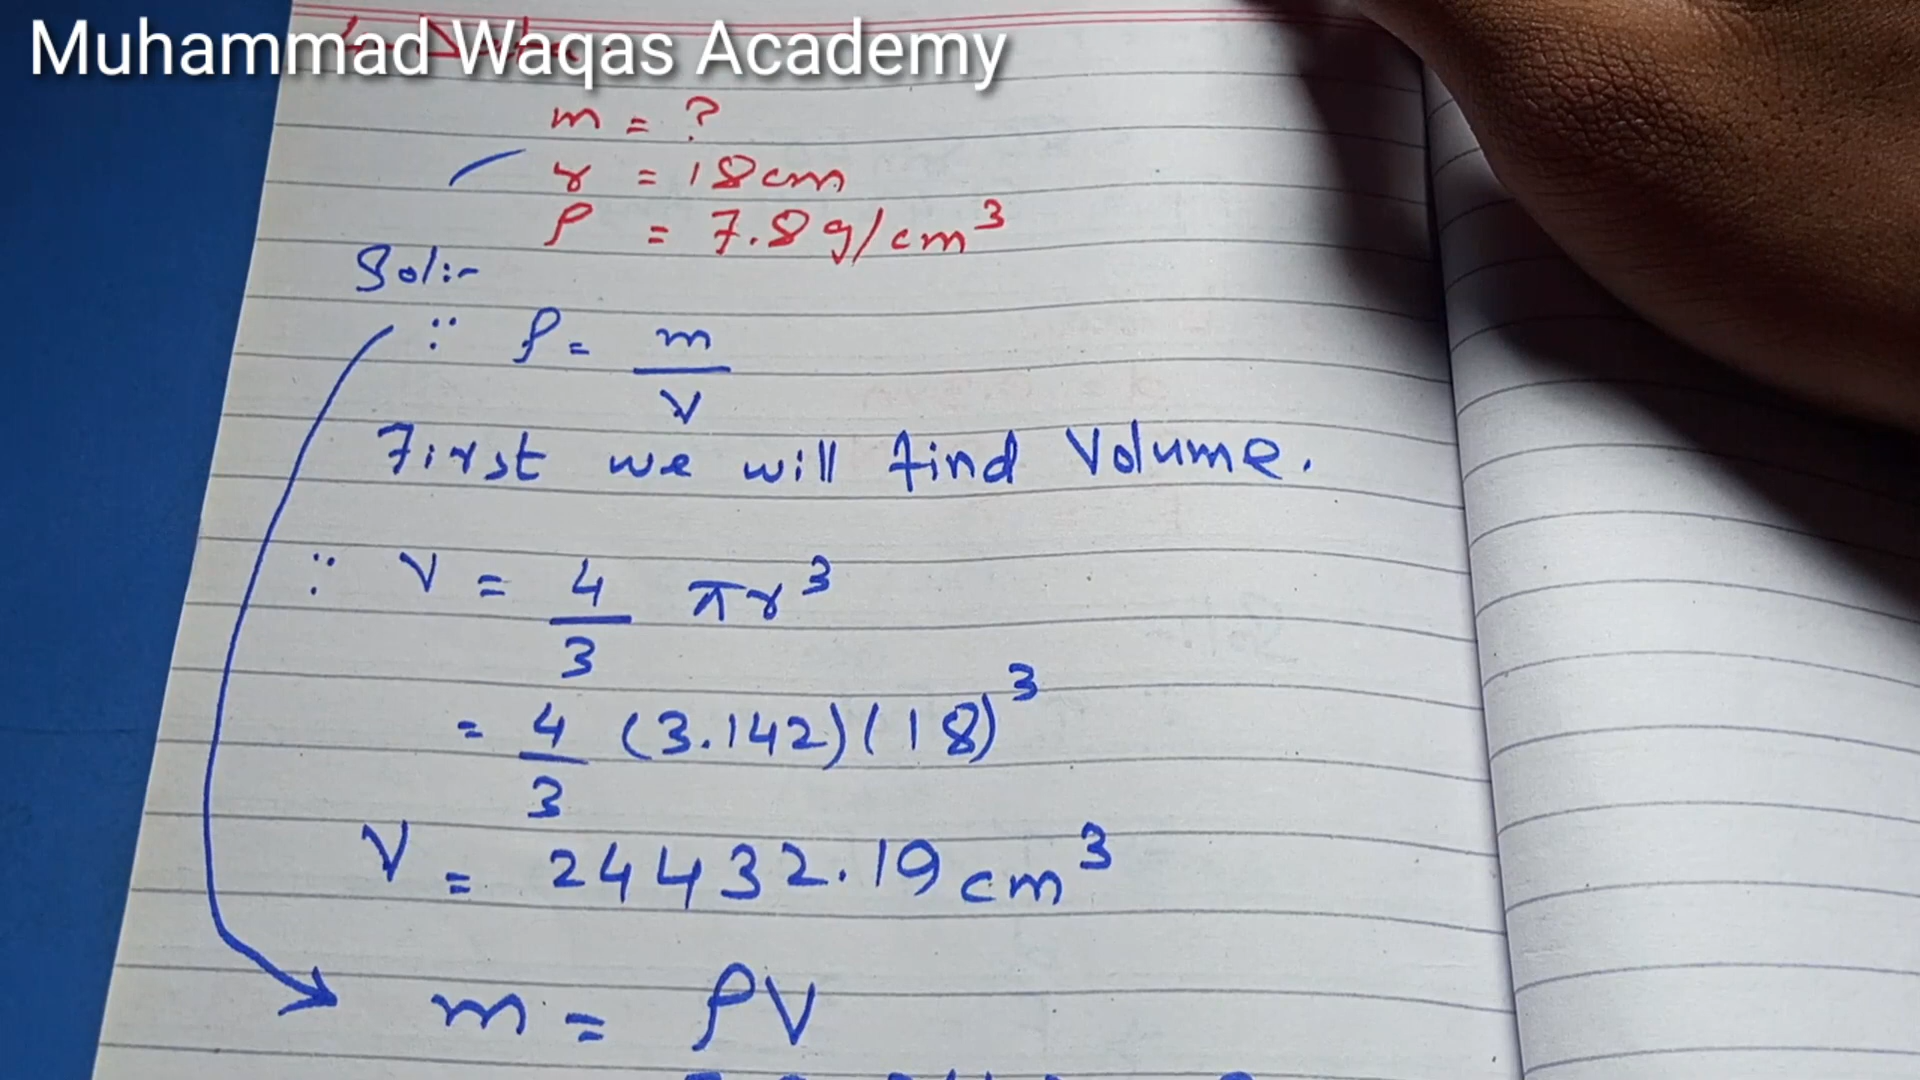 Muhammad Waqas Academy
m = ?
r = 18cm
ρ = 7.8g/cm³
Sol:-
∵ ρ = m/V
First we will find Volume.
∵ V = 4/3 πr³
= 4/3 (3.142)(18)³
V = 24432.19 cm³
m = ρV